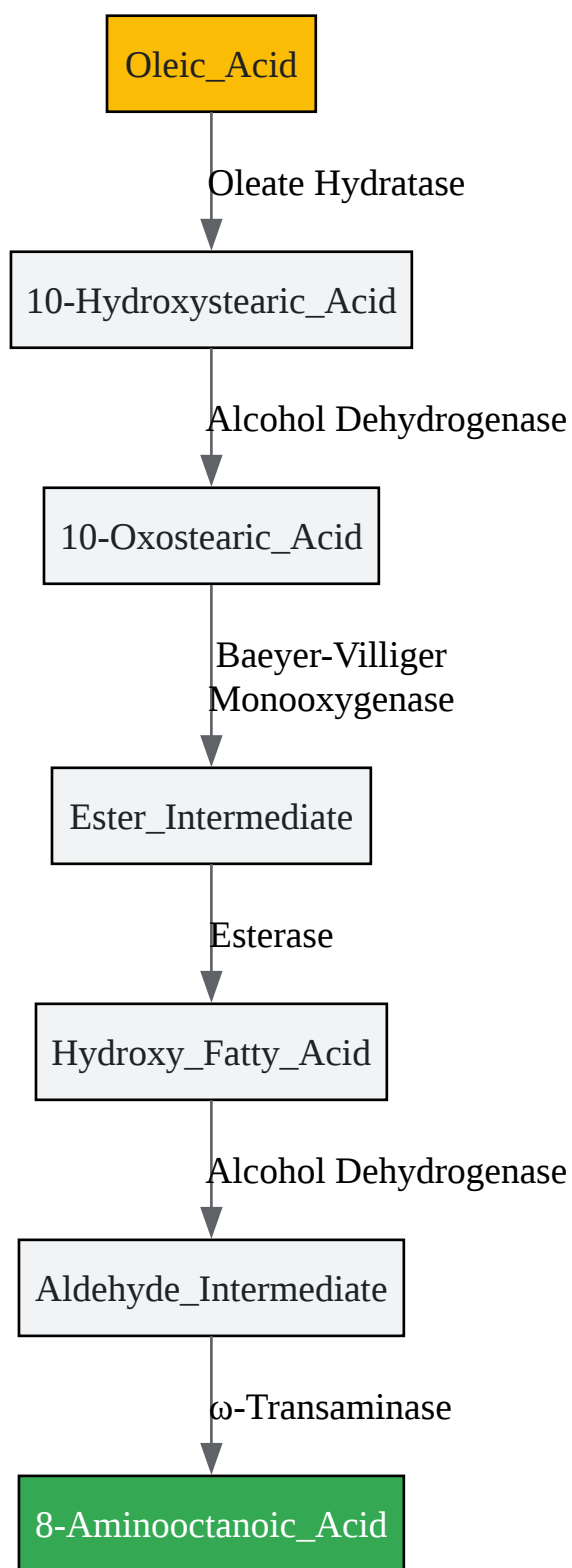 Oleic_Acid
Oleate Hydratase
10-Hydroxystearic_Acid
Alcohol Dehydrogenase
10-Oxostearic_Acid
Baeyer-Villiger
Monooxygenase
Ester_Intermediate
Esterase
Hydroxy_Fatty_Acid
Alcohol Dehydrogenase
Aldehyde_Intermediate
ω-Transaminase
8-Aminooctanoic_Acid